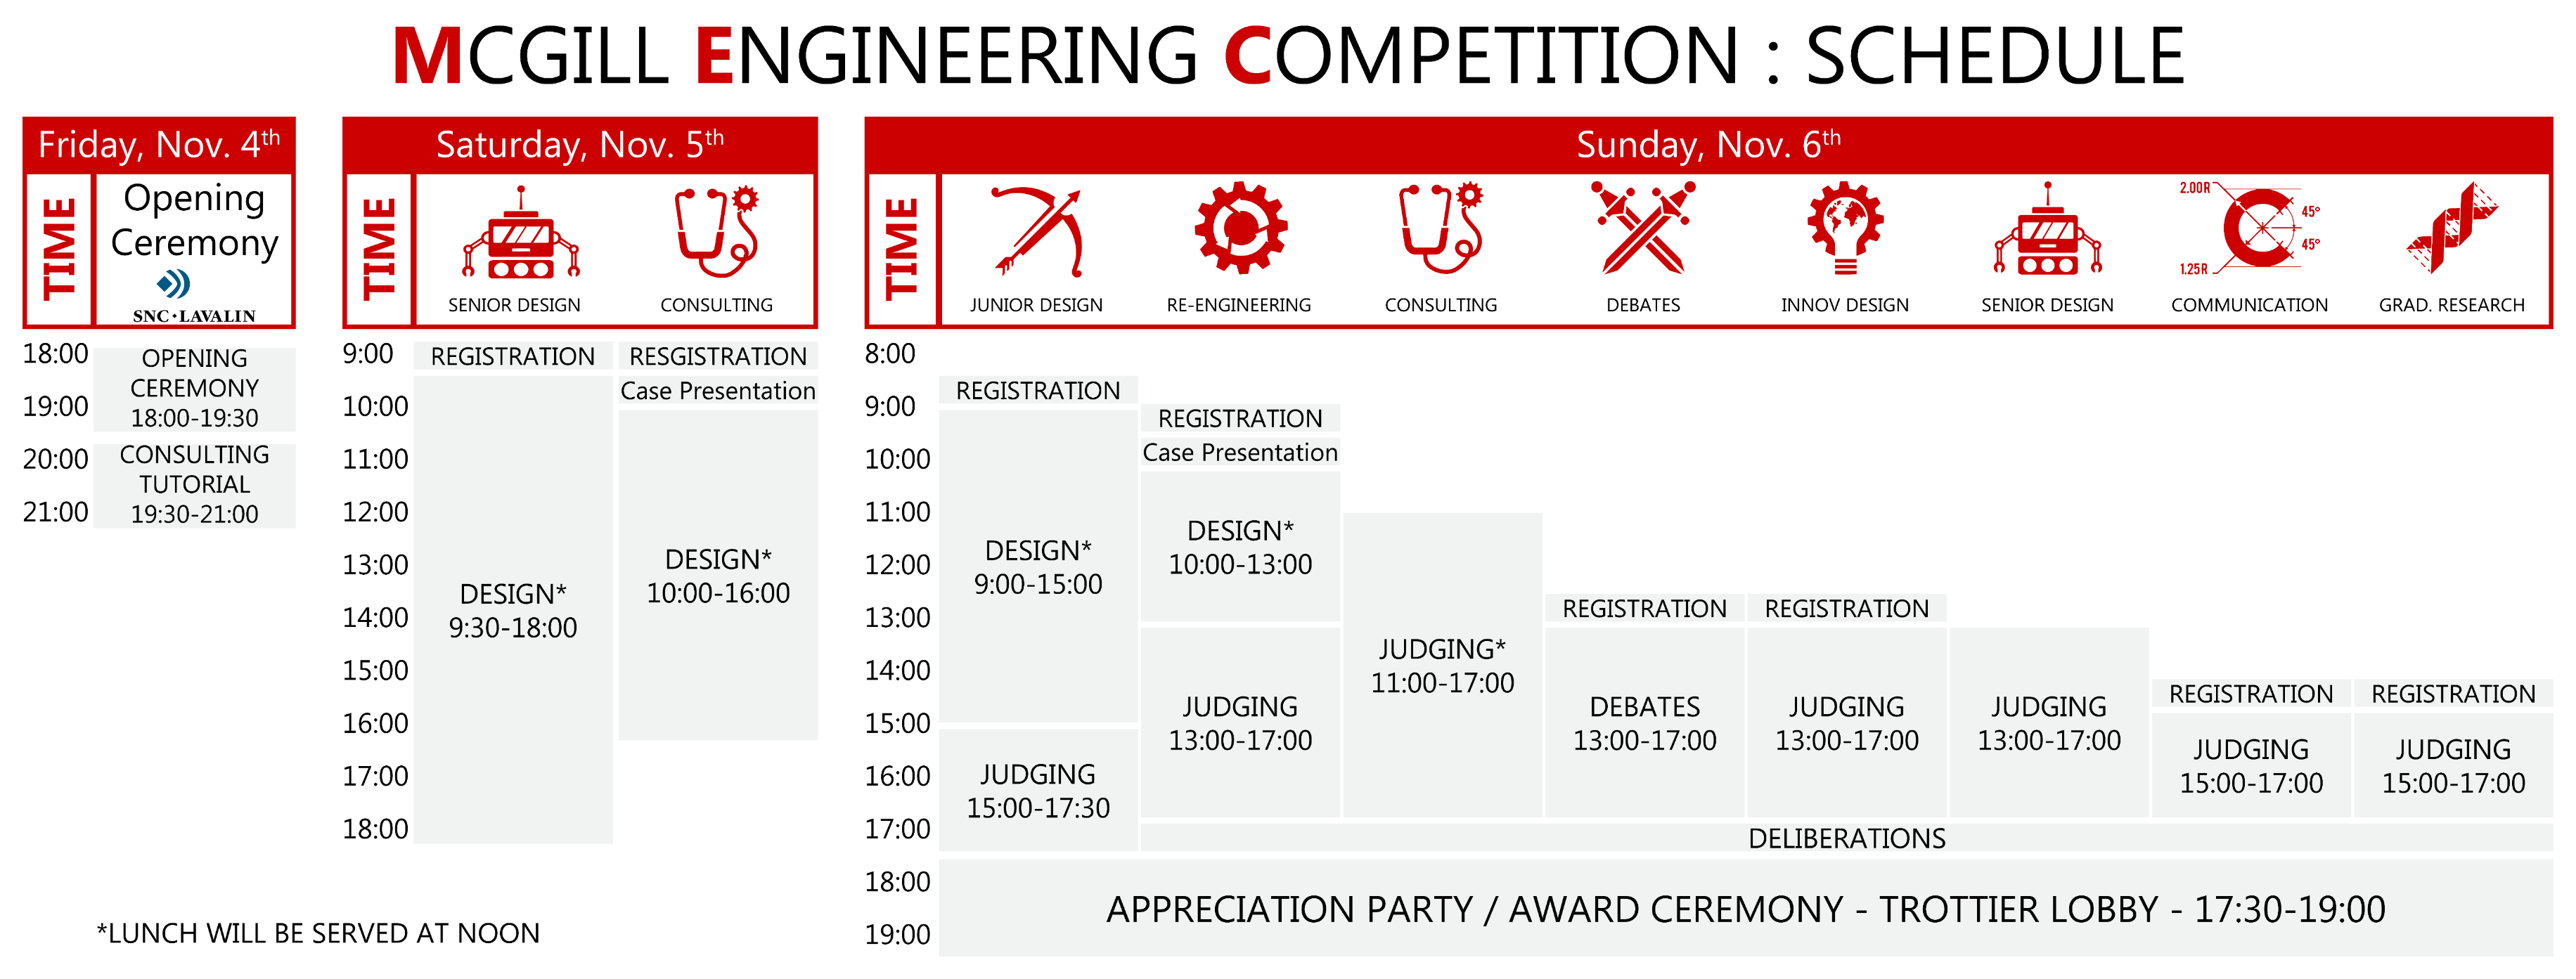 MCGILL ENGINEERING COMPETITION : SCHEDULE
Friday, Nov. 4th
TIME
Opening
Ceremony
SNC•LAVALIN
18:00
19:00
20:00
21:00
OPENING
CEREMONY
18:00-19:30
CONSULTING
TUTORIAL
19:30-21:00
Saturday, Nov. 5th
TIME
SENIOR DESIGN
CONSULTING
9:00
10:00
11:00
12:00
13:00
14:00
15:00
16:00
17:00
18:00
REGISTRATION
DESIGN*
9:30-18:00
RESGISTRATION
Case Presentation
DESIGN*
10:00-16:00
Sunday, Nov. 6th
TIME
JUNIOR DESIGN
RE-ENGINEERING
CONSULTING
DEBATES
INNOV DESIGN
SENIOR DESIGN
2.00R
45°
45°
1.25R
COMMUNICATION
GRAD. RESEARCH
8:00
9:00
10:00
11:00
12:00
13:00
14:00
15:00
16:00
17:00
18:00
19:00
REGISTRATION
DESIGN*
9:00-15:00
JUDGING
15:00-17:30
REGISTRATION
Case Presentation
DESIGN*
10:00-13:00
JUDGING
13:00-17:00
JUDGING*
11:00-17:00
REGISTRATION
DEBATES
13:00-17:00
REGISTRATION
JUDGING
13:00-17:00
JUDGING
13:00-17:00
REGISTRATION
JUDGING
15:00-17:00
REGISTRATION
JUDGING
15:00-17:00
DELIBERATIONS
APPRECIATION PARTY / AWARD CEREMONY - TROTTIER LOBBY - 17:30-19:00
*LUNCH WILL BE SERVED AT NOON